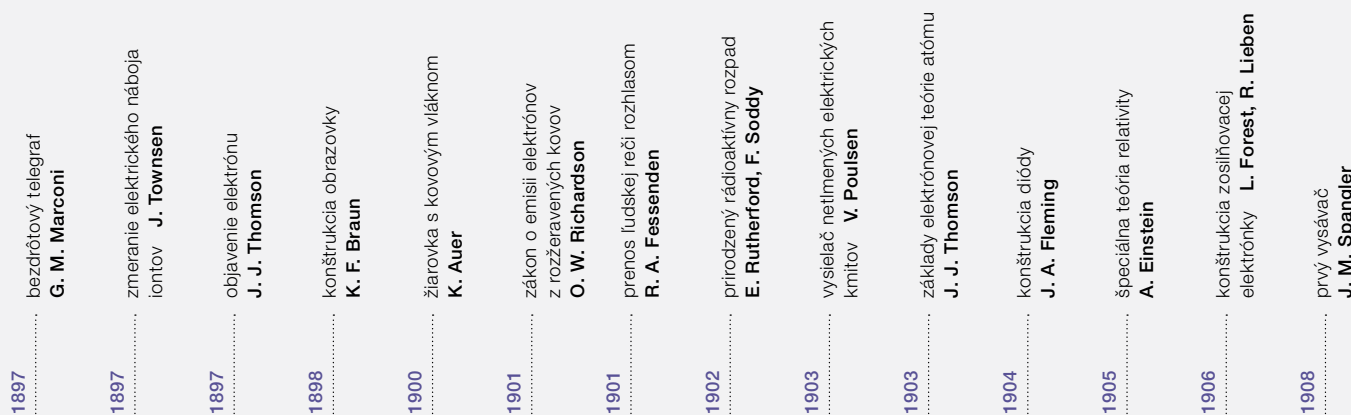 1897
bezdrôtový telegraf
G. M. Marconi
1897
zmeranie elektrického náboja
iontov J. Townsen
1897
objavenie elektrónu
J. J. Thomson
1898
konštrukcia obrazovky
K. F. Braun
1900
žiarovka s kovovým vláknom
K. Auer
1901
zákon o emisii elektrónov
z rozžeravených kovov
O. W. Richardson
1901
prenos ľudskej reči rozhlasom
R. A. Fessenden
1902
prirodzený rádioaktívny rozpad
E. Rutherford, F. Soddy
1903
vysielač netlmených elektrických
kmitov V. Poulsen
1903
základy elektrónovej teórie atómu
J. J. Thomson
1904
konštrukcia diódy
J. A. Fleming
1905
špeciálna teória relativity
A. Einstein
1906
konštrukcia zosilňovacej
elektrónky L. Forest, R. Lieben
1908
prvý vysávač
J. M. Spangler